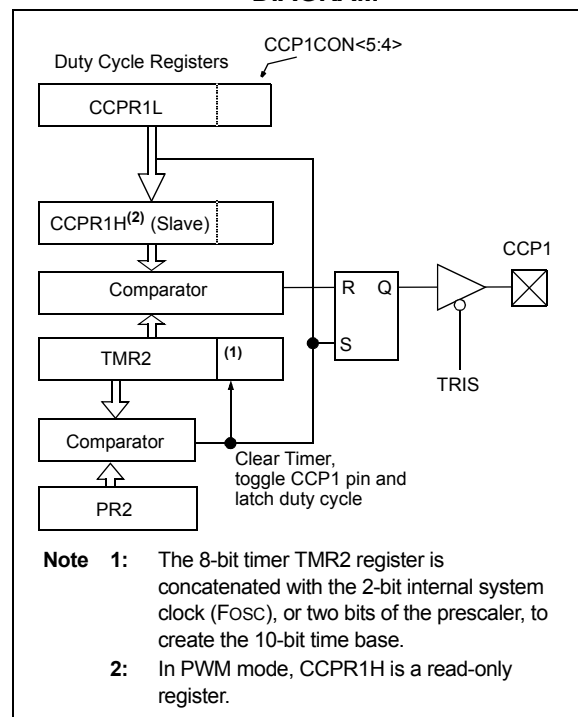 DIAGRAM
CCP1CON<5:4>
Duty Cycle Registers
CCPR1L
CCPR1H(2) (Slave)
CCP1
Comparator
R Q
TMR2
(1)
S
TRIS
Comparator
Clear Timer,
toggle CCP1 pin and
latch duty cycle
PR2
Note 1: The 8-bit timer TMR2 register is
concatenated with the 2-bit internal system
clock (FOSC), or two bits of the prescaler, to
create the 10-bit time base.
2: In PWM mode, CCPR1H is a read-only
register.